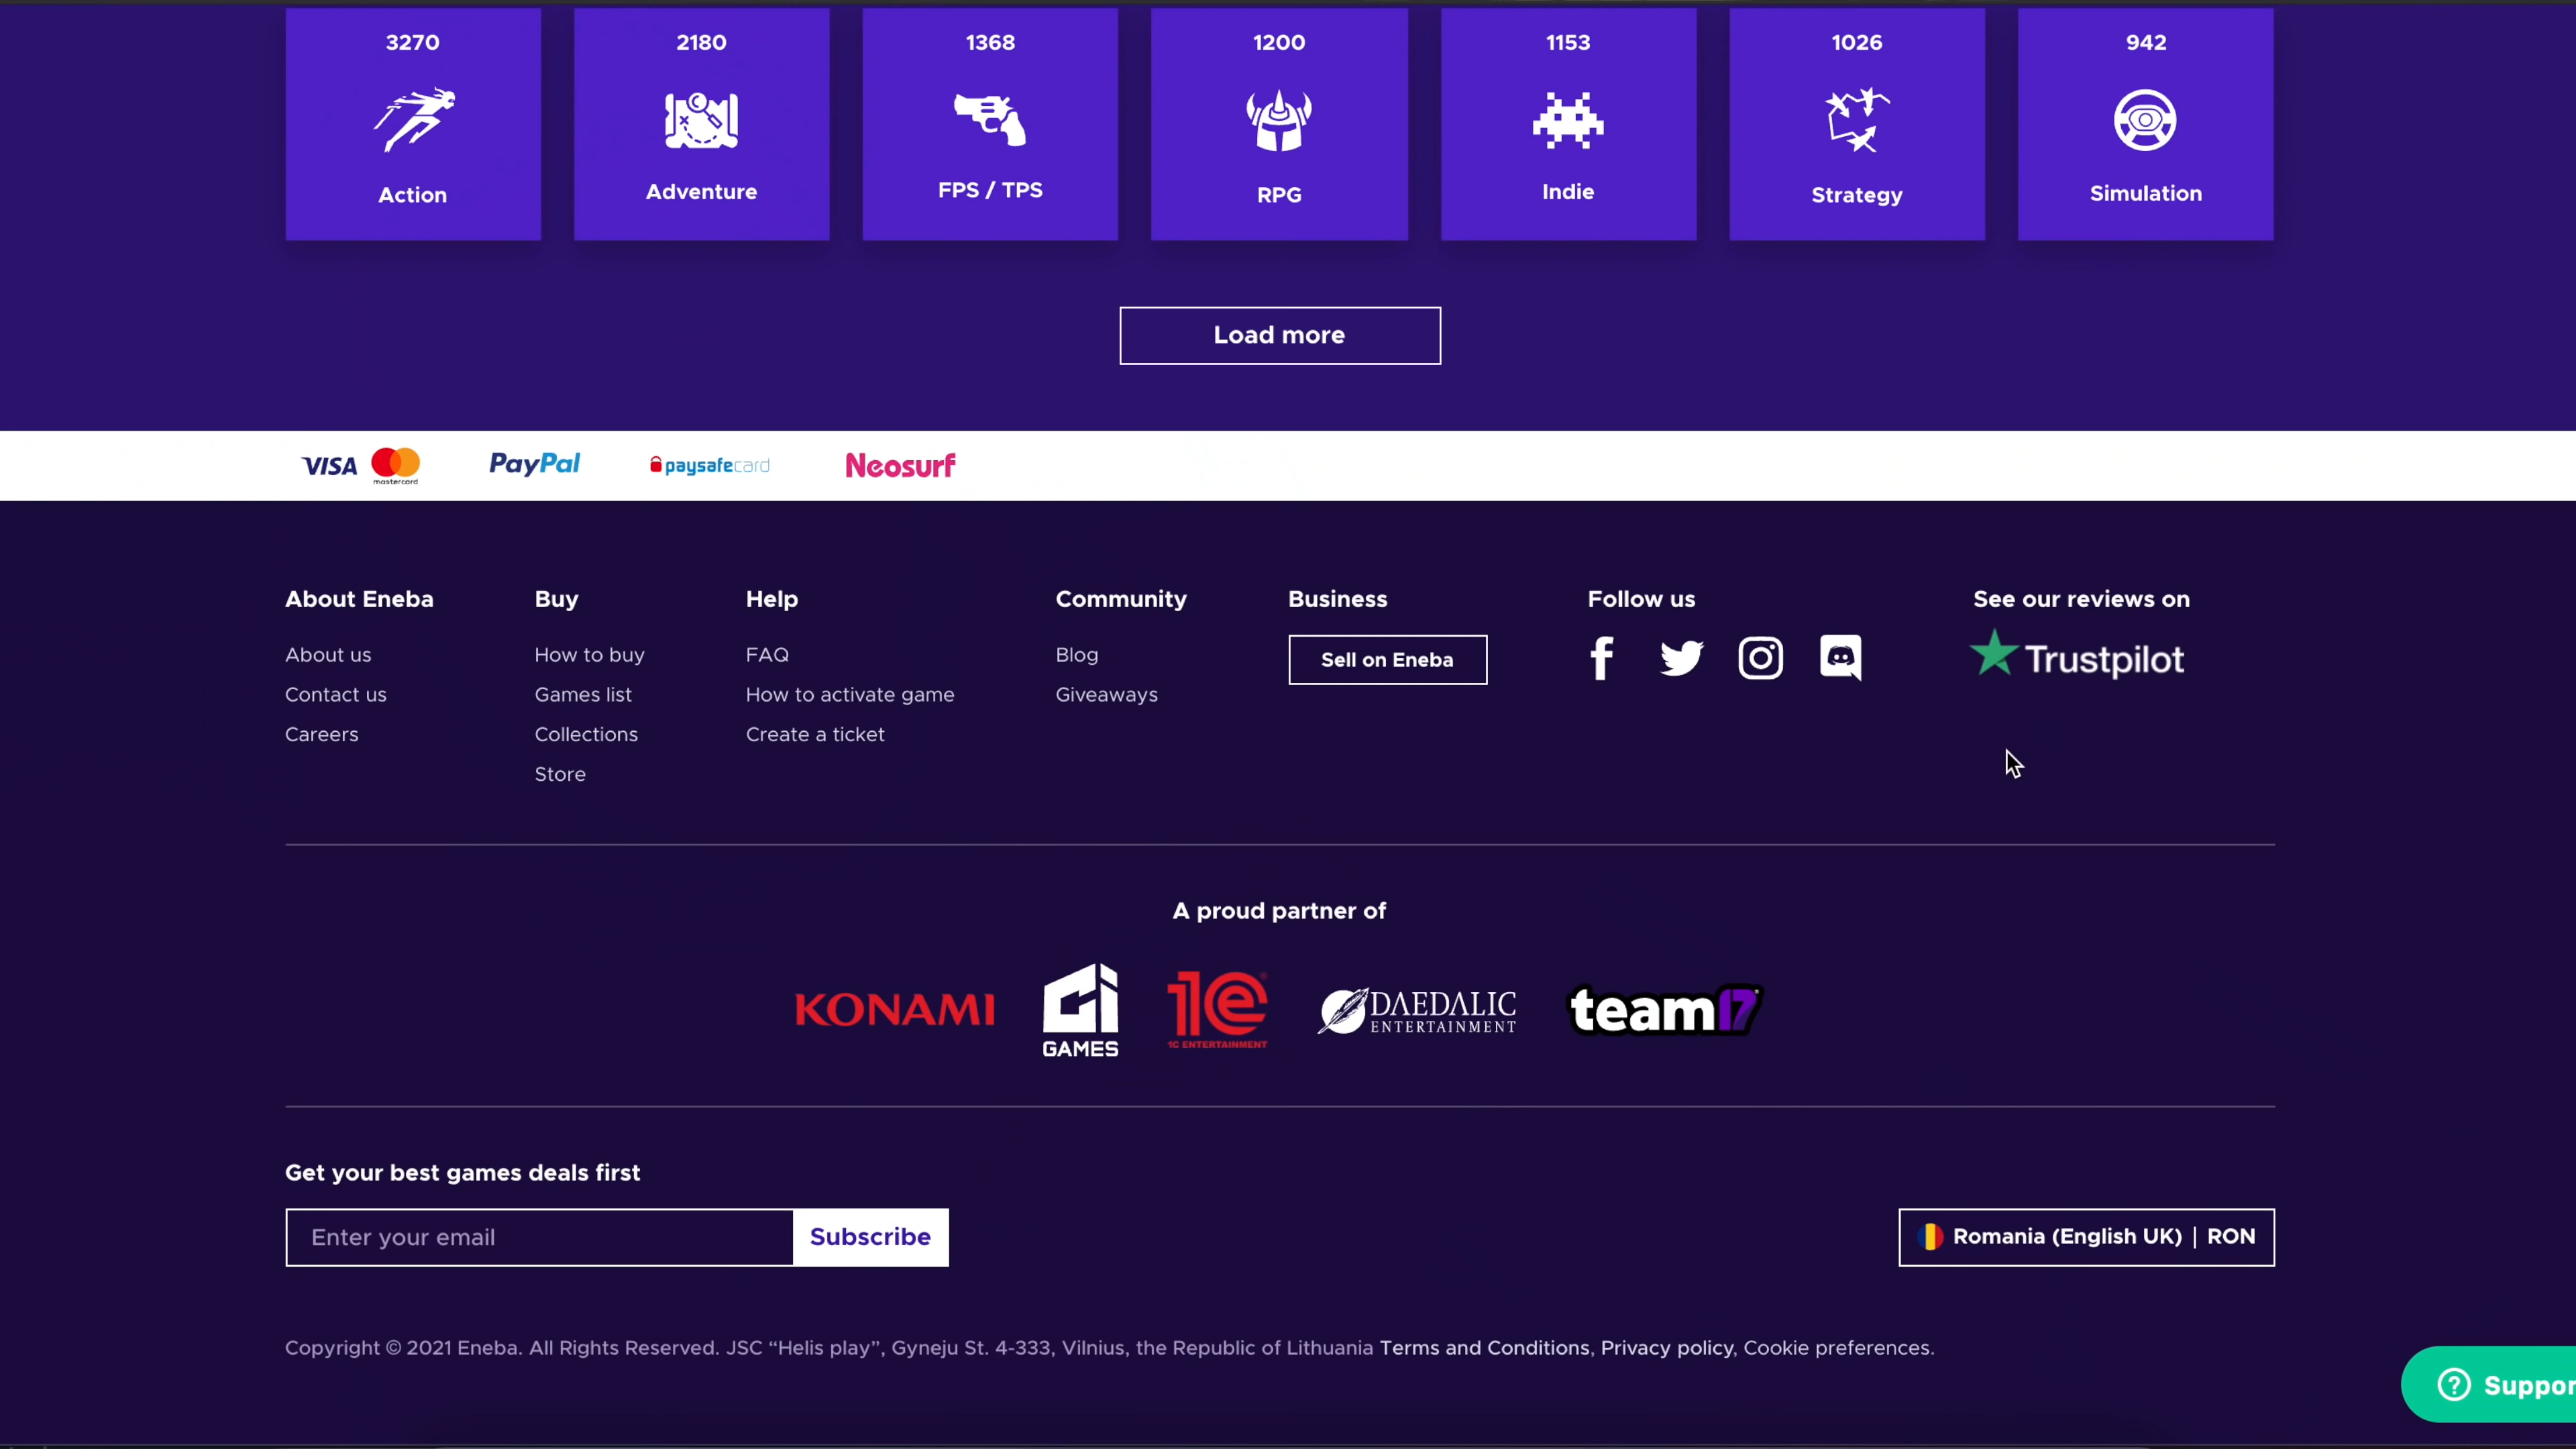 3270
Action
2180
Adventure
1368
FPS / TPS
1200
RPG
1153
Indie
1026
Strategy
942
Simulation
Load more
VISA
mastercard
PayPal
paysafecard
Neosurf
About Eneba
About us
Contact us
Careers
Buy
How to buy
Games list
Collections
Store
Help
FAQ
How to activate game
Create a ticket
Community
Blog
Giveaways
Business
Sell on Eneba
Follow us
See our reviews on
Trustpilot
A proud partner of
KONAMI
CI
GAMES
1C
1C ENTERTAINMENT
DAEDALIC
ENTERTAINMENT
team17
Get your best games deals first
Enter your email
Subscribe
Romania (English UK) | RON
Copyright © 2021 Eneba. All Rights Reserved. JSC “Helis play”, Gyneju St. 4-333, Vilnius, the Republic of Lithuania Terms and Conditions, Privacy policy, Cookie preferences.
Suppor